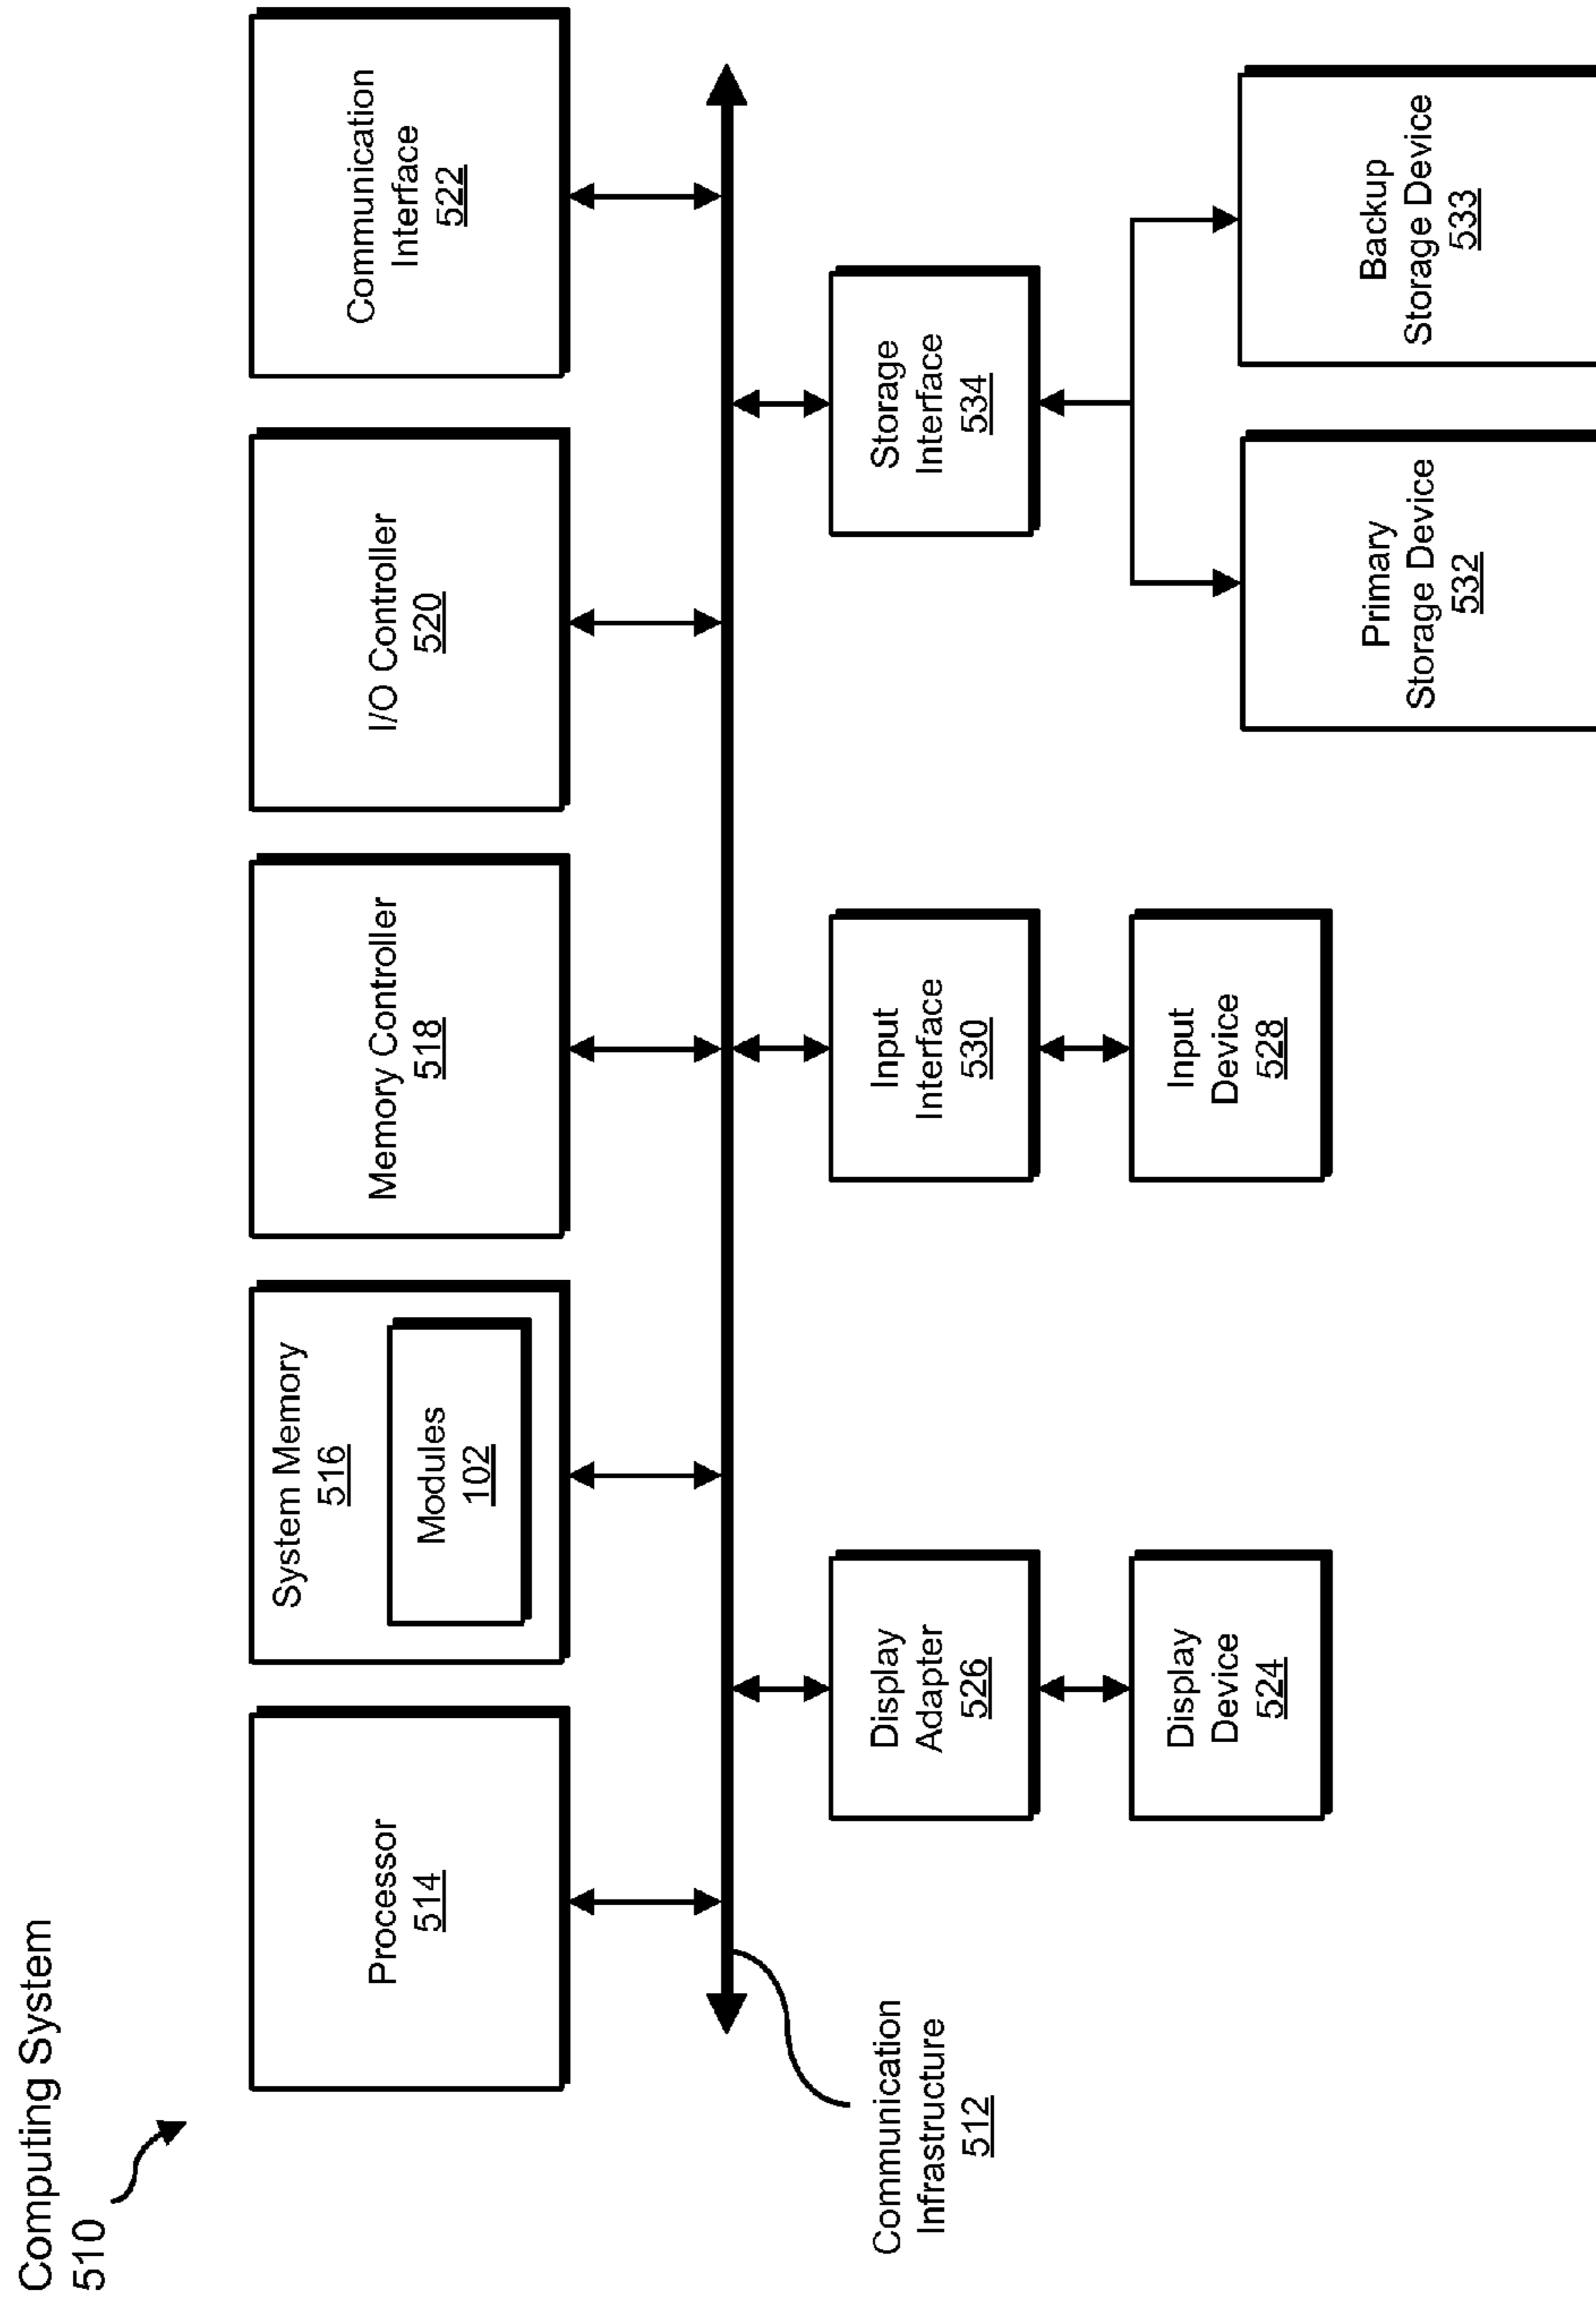 Computing System
510
Processor
514
System Memory
516
Modules
102
Memory Controller
518
I/O Controller
520
Communication
Interface
522
Communication
Infrastructure
512
Display
Adapter
526
Input
Interface
530
Storage
Interface
534
Display
Device
524
Input
Device
528
Primary
Storage Device
532
Backup
Storage Device
533